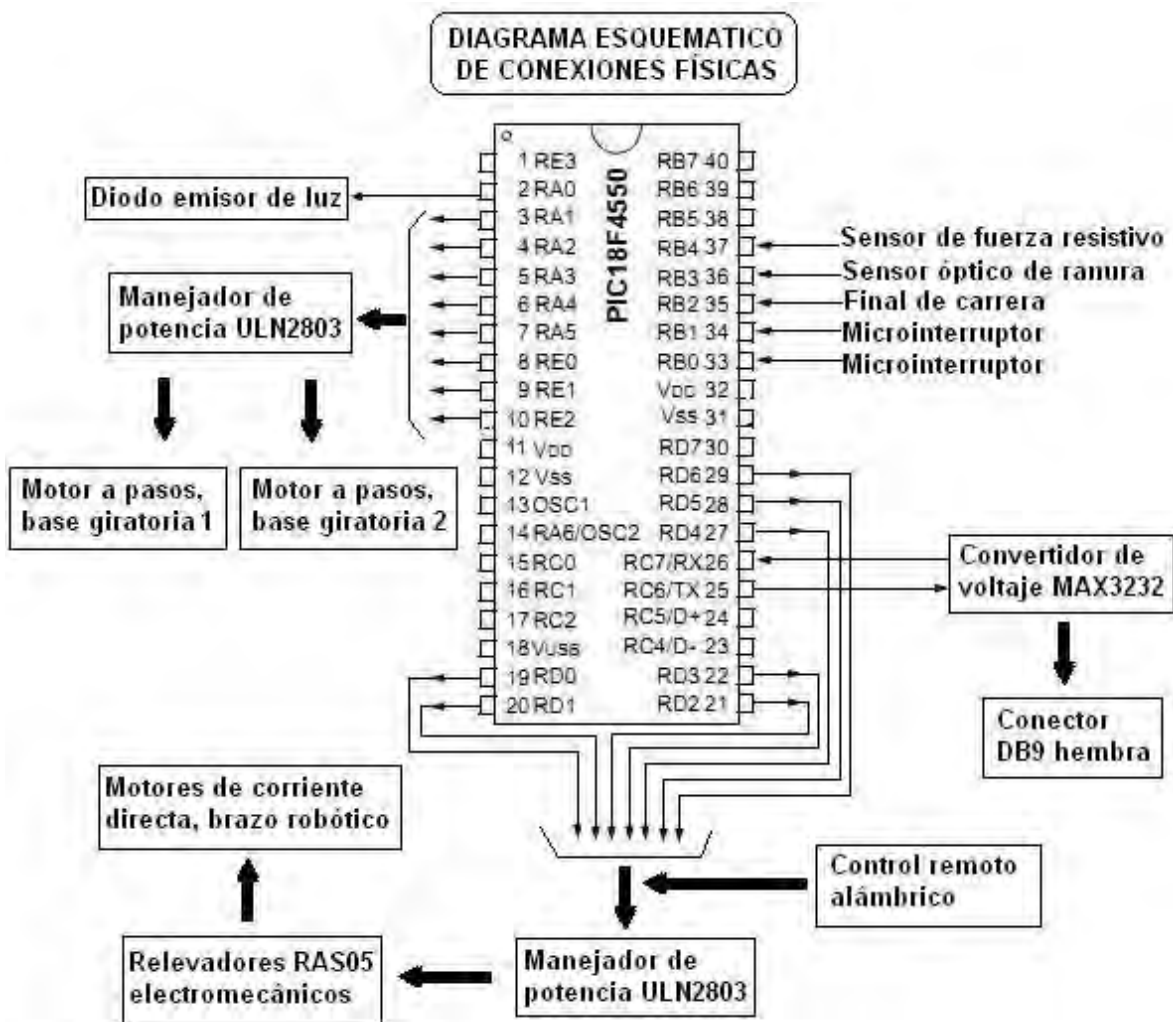 DIAGRAMA ESQUEMATICO
DE CONEXIONES FÍSICAS
PIC18F4550
1 RE3
2 RA0
3 RA1
4 RA2
5 RA3
6 RA4
7 RA5
8 RE0
9 RE1
10 RE2
11 VDD
12 VSS
13 OSC1
14 RA6/OSC2
15 RC0
16 RC1
17 RC2
18 VUSB
19 RD0
20 RD1
RB7 40
RB6 39
RB5 38
RB4 37
RB3 36
RB2 35
RB1 34
RB0 33
VDD 32
VSS 31
RD7 30
RD6 29
RD5 28
RD4 27
RC7/RX 26
RC6/TX 25
RC5/D+ 24
RC4/D- 23
RD3 22
RD2 21
Diodo emisor de luz
Manejador de
potencia ULN2803
Motor a pasos,
base giratoria 1
Motor a pasos,
base giratoria 2
Sensor de fuerza resistivo
Sensor óptico de ranura
Final de carrera
Microinterruptor
Microinterruptor
Convertidor de
voltaje MAX3232
Conector
DB9 hembra
Motores de corriente
directa, brazo robótico
Control remoto
alámbrico
Relevadores RAS05
electromecánicos
Manejador de
potencia ULN2803